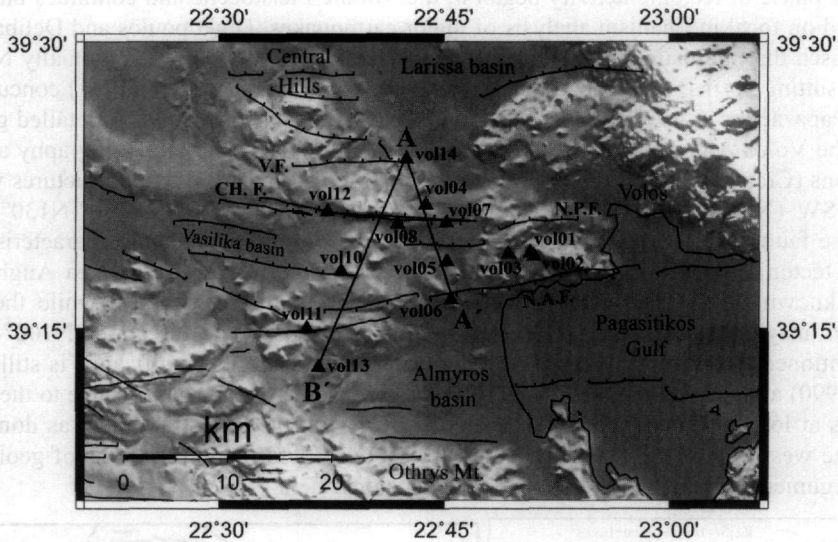 22°30' 22°45' 23°00'
39°30' 39°30'
Central
Hills
Larissa basin
A
vol14
V.F.
CH. F.
vol12
vol04
vol07
N.P.F.
Volos
vol08
Vasilika basin
vol10
vol05
vol03
vol01
vol02
vol06
A´
N.A.F.
vol11
39°15' 39°15'
Pagasitikos
Gulf
vol13
B´
Almyros
basin
km
0 10 20
Othrys Mt.
22°30' 22°45' 23°00'